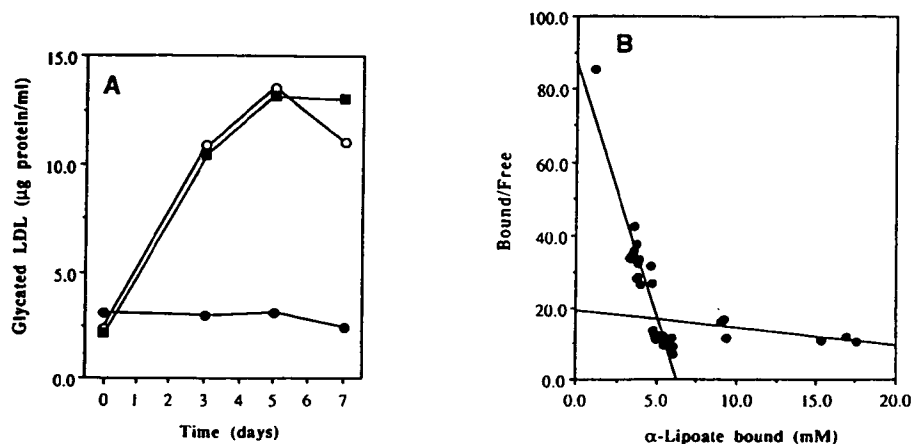 A
Glycated LDL (µg protein/ml)
15.0
10.0
5.0
0.0
0 1 2 3 4 5 6 7
Time (days)
B
Bound/Free
100.0
80.0
60.0
40.0
20.0
0.0
0.0 5.0 10.0 15.0 20.0
α-Lipoate bound (mM)